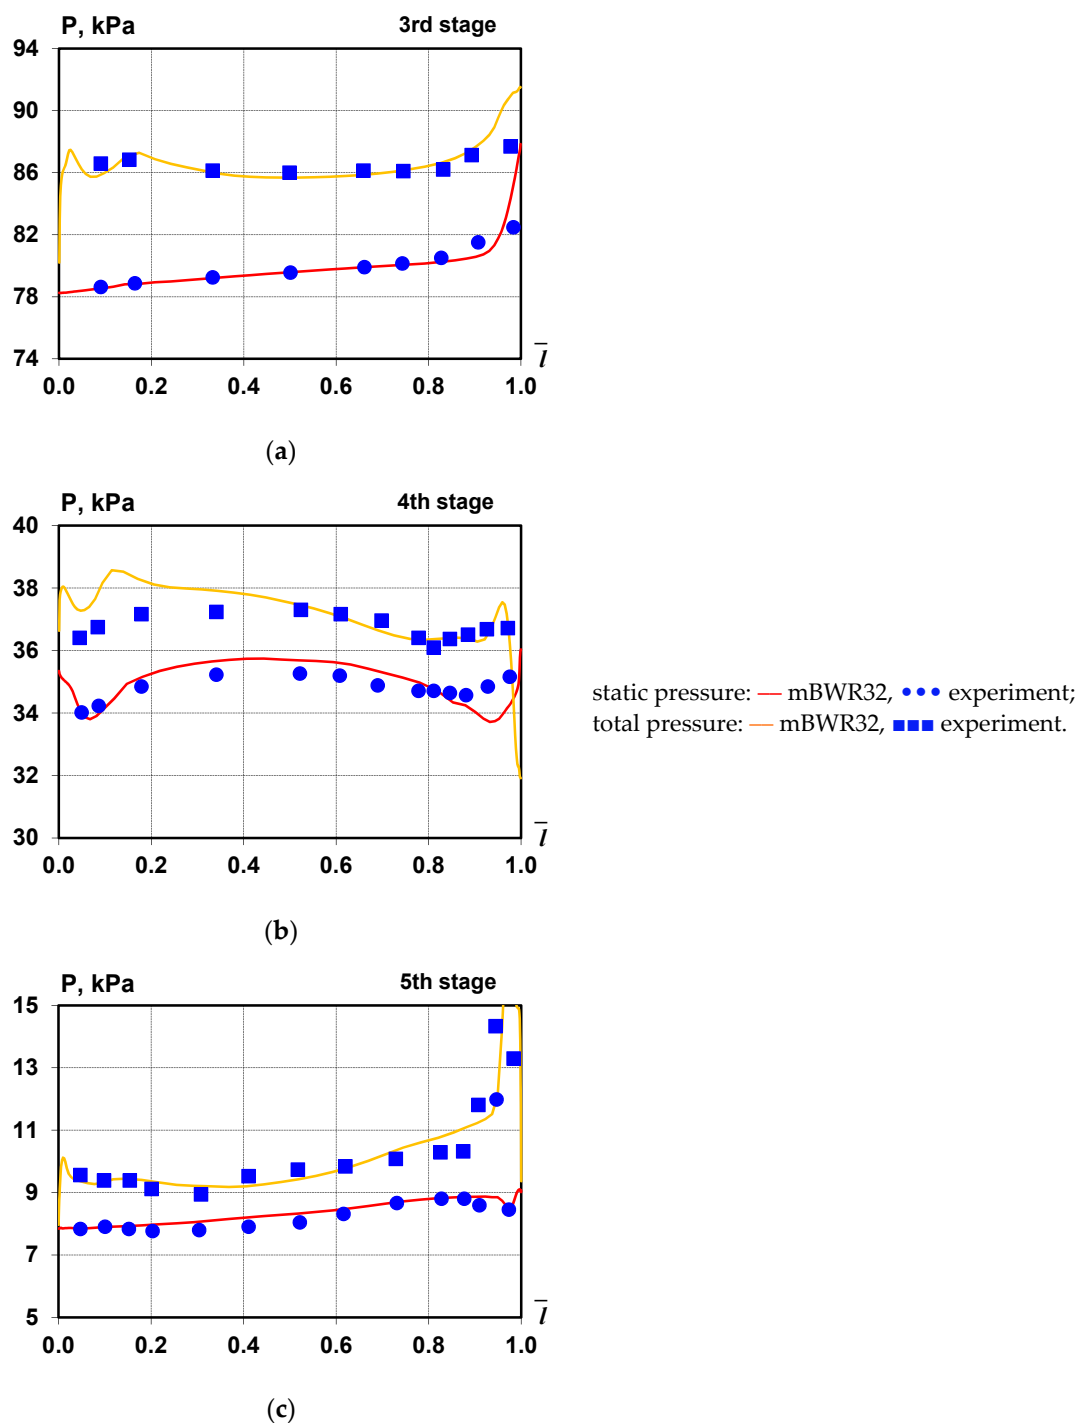 P, kPa 3rd stage
94
90
86
82
78
74
l̅
0.0 0.2 0.4 0.6 0.8 1.0
(a)
P, kPa 4th stage
40
38
36
34
32
30
l̅
0.0 0.2 0.4 0.6 0.8 1.0
(b)
static pressure: — mBWR32, ●●● experiment;
total pressure: — mBWR32, ■■■ experiment.
P, kPa 5th stage
15
13
11
9
7
5
l̅
0.0 0.2 0.4 0.6 0.8 1.0
(c)